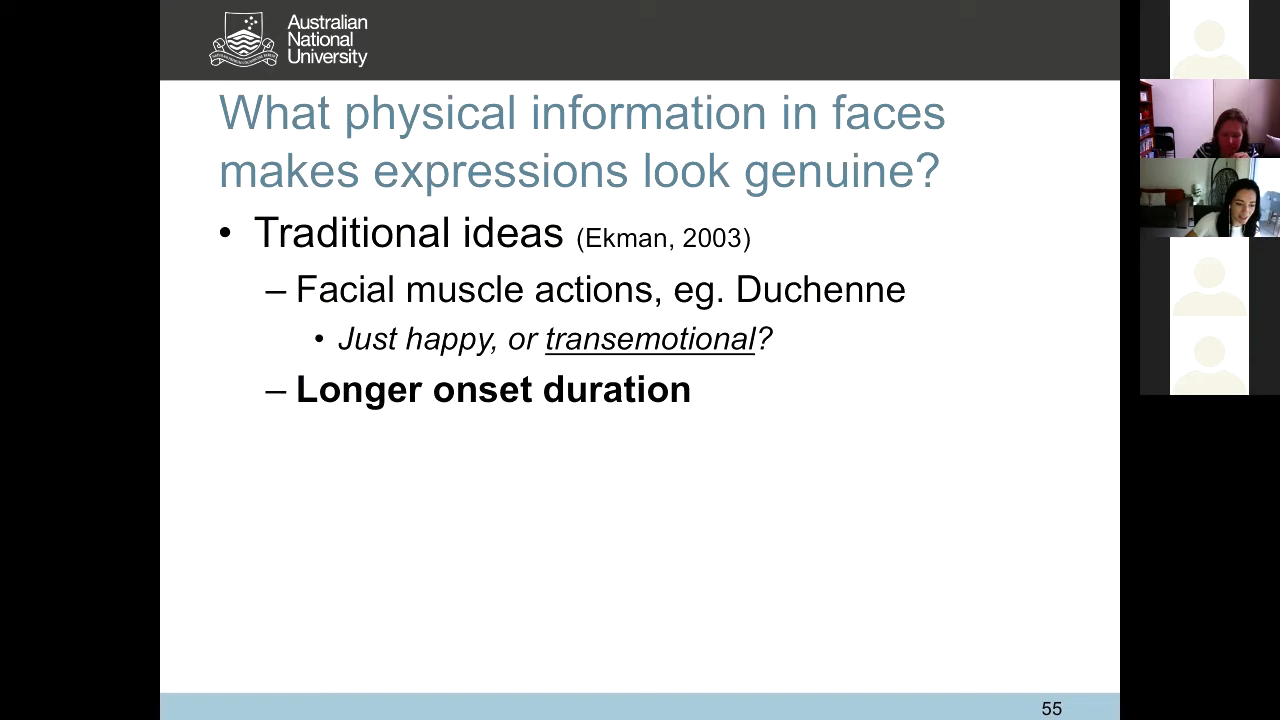 Australian
National
University
What physical information in faces
makes expressions look genuine?
• Traditional ideas (Ekman, 2003)
– Facial muscle actions, eg. Duchenne
• Just happy, or transemotional?
– Longer onset duration
55